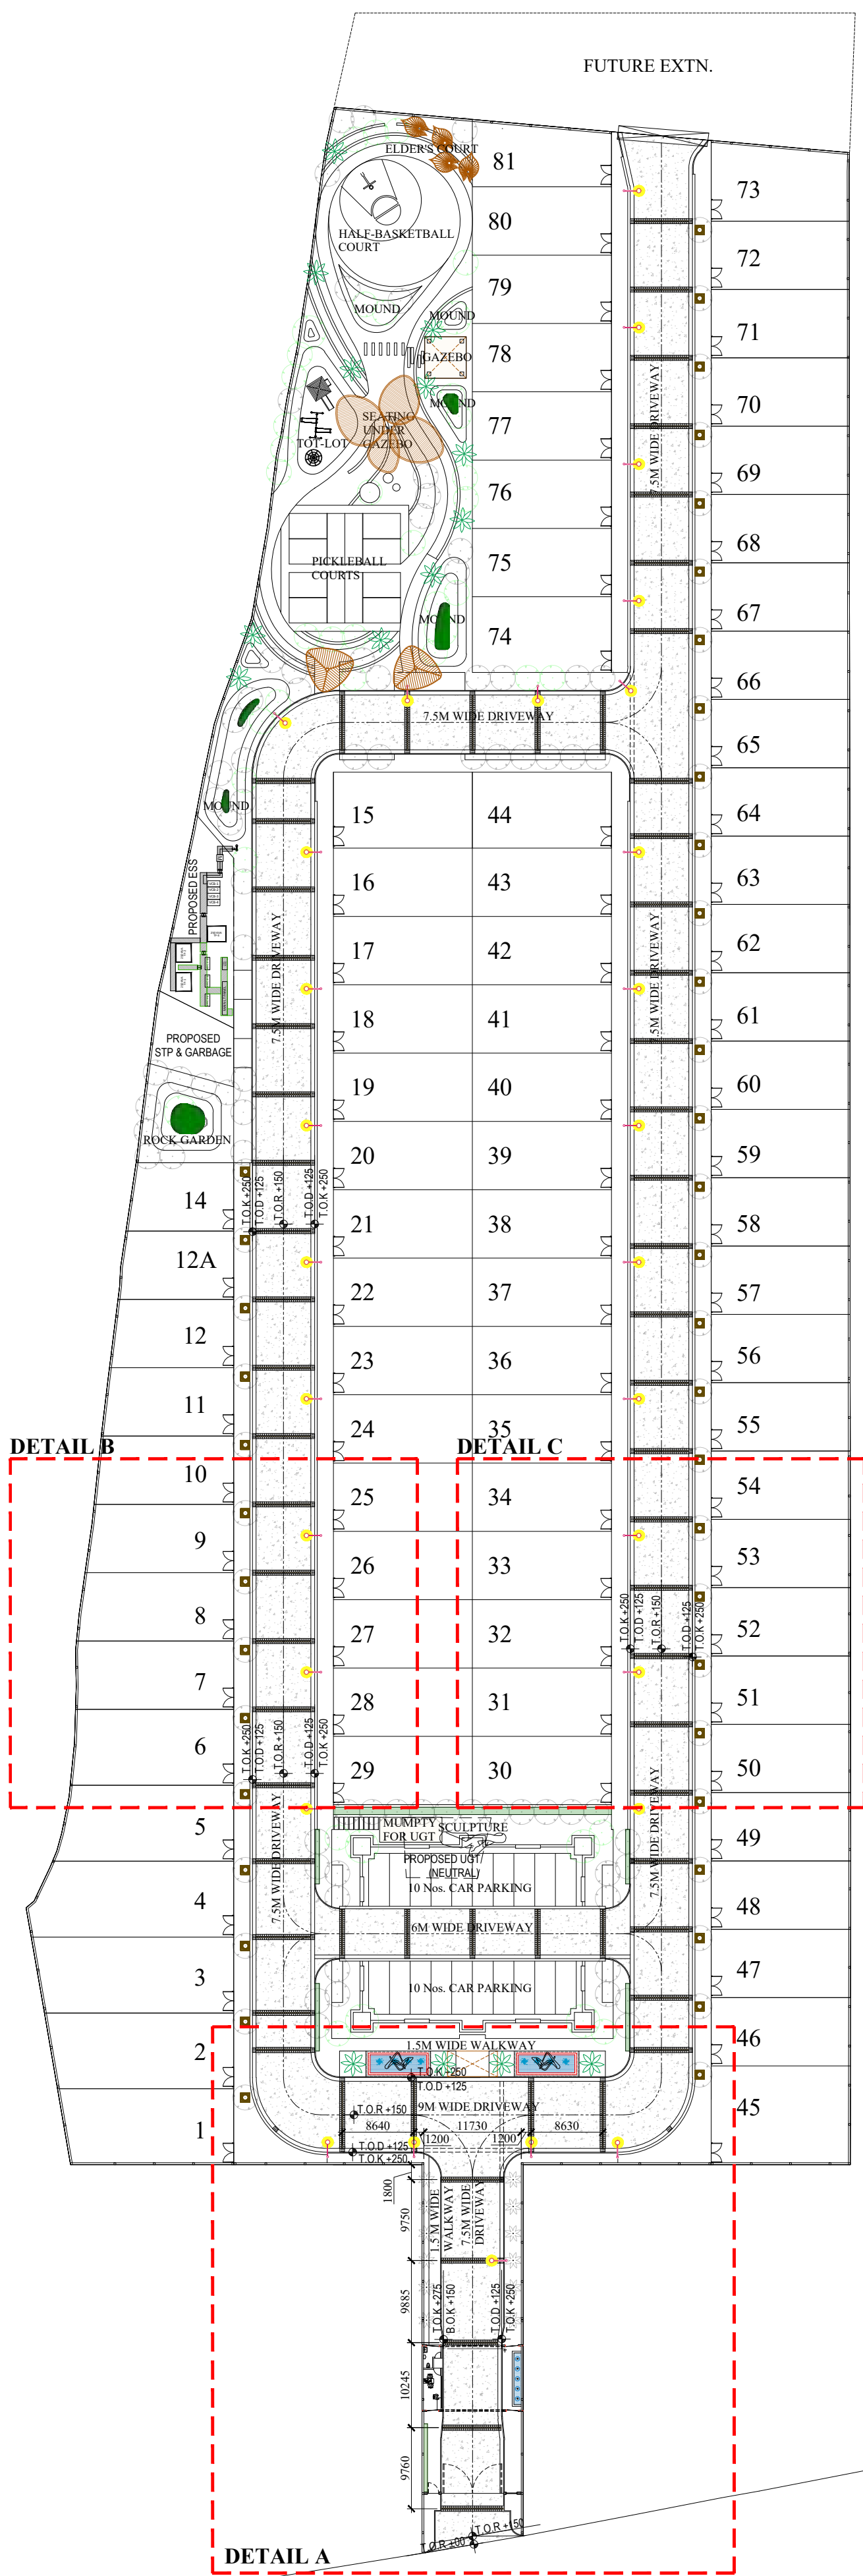 FUTURE EXTN.
ELDER'S COURT
81
73
80
HALF-BASKETBALL
COURT
72
79
MOUND
MOUND
71
GAZEBO
78
70
MOUND
SEATING
UNDER
GAZEBO
TOT-LOT
77
7.5M WIDE DRIVEWAY
69
76
68
PICKLEBALL
COURTS
75
67
MOUND
74
66
7.5M WIDE DRIVEWAY
65
MOUND
15
44
64
PROPOSED ESS
16
43
63
7.5M WIDE DRIVEWAY
17
42
7.5M WIDE DRIVEWAY
62
18
41
61
PROPOSED
STP & GARBAGE
19
40
60
ROCK GARDEN
20
39
59
14
T.O.K +250
T.O.D +125
T.O.R +150
T.O.D +125
T.O.K +250
21
38
58
12A
22
37
57
12
23
36
56
11
24
35
55
DETAIL B
DETAIL C
10
25
34
54
9
26
33
53
8
27
32
T.O.K +250
T.O.D +125
T.O.R +150
T.O.D +125
T.O.K +250
52
7
28
31
51
6
T.O.K +250
T.O.D +125
T.O.R +150
T.O.D +125
T.O.K +250
29
30
50
5
7.5M WIDE DRIVEWAY
MUMPTY
FOR UGT
SCULPTURE
7.5M WIDE DRIVEWAY
49
PROPOSED UGT
(NEUTRAL)
10 Nos. CAR PARKING
4
48
6M WIDE DRIVEWAY
3
10 Nos. CAR PARKING
47
2
1.5M WIDE WALKWAY
46
T.O.K +250
T.O.D +125
T.O.R +150
9M WIDE DRIVEWAY
45
1
8640
11730
8630
T.O.D +125
T.O.K +250
1200
1200
1800
9750
1.5 M WIDE
WALKWAY
7.5M WIDE
DRIVEWAY
9885
T.O.K +275
B.O.K +150
T.O.D +125
T.O.K +250
10245
9760
T.O.R ±00
T.O.R +150
DETAIL A